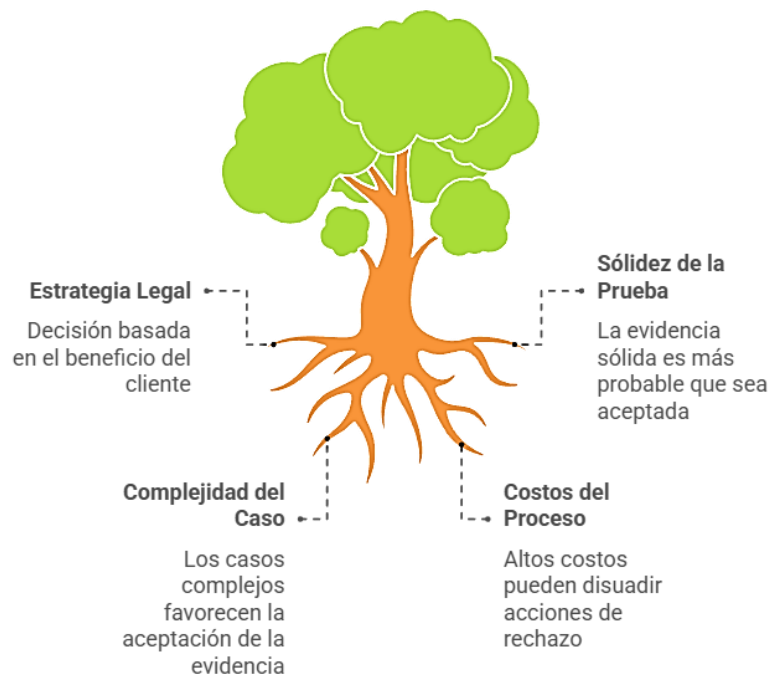 Estrategia Legal
Decisión basada
en el beneficio del
cliente
Sólidez de la
Prueba
La evidencia
sólida es más
probable que sea
aceptada
Complejidad del
Caso
Los casos
complejos
favorecen la
aceptación de la
evidencia
Costos del
Proceso
Altos costos
pueden disuadir
acciones de
rechazo